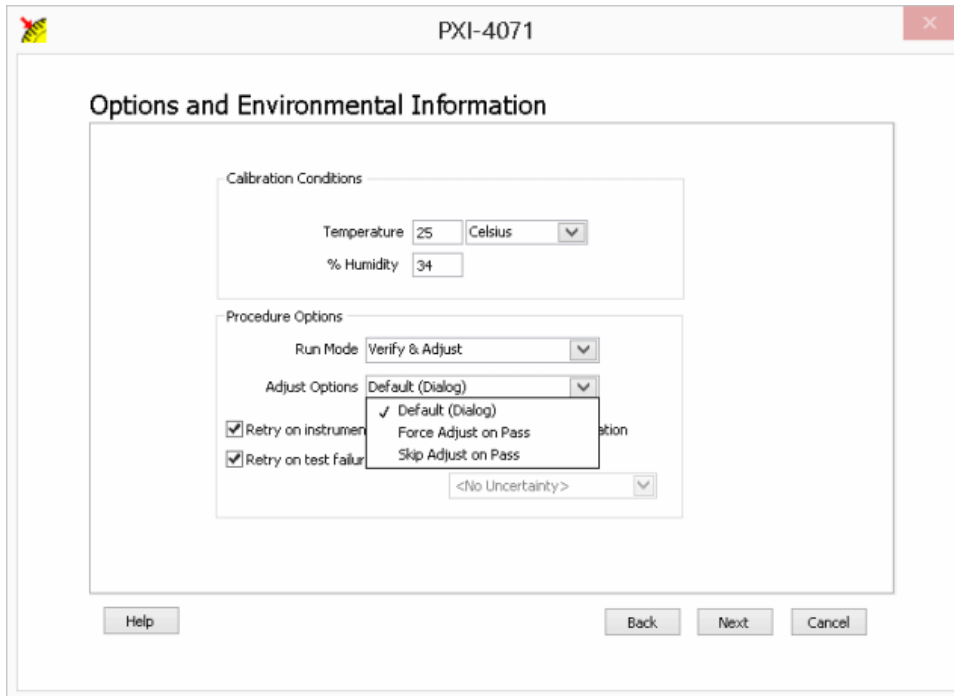 PXI-4071
Options and Environmental Information
Calibration Conditions
Temperature 25 Celsius
% Humidity 34
Procedure Options
Run Mode Verify & Adjust
Adjust Options Default (Dialog)
Default (Dialog)
Retry on instrumen
Force Adjust on Pass
ation
Skip Adjust on Pass
Retry on test failur
<No Uncertainty>
Help Back Next Cancel